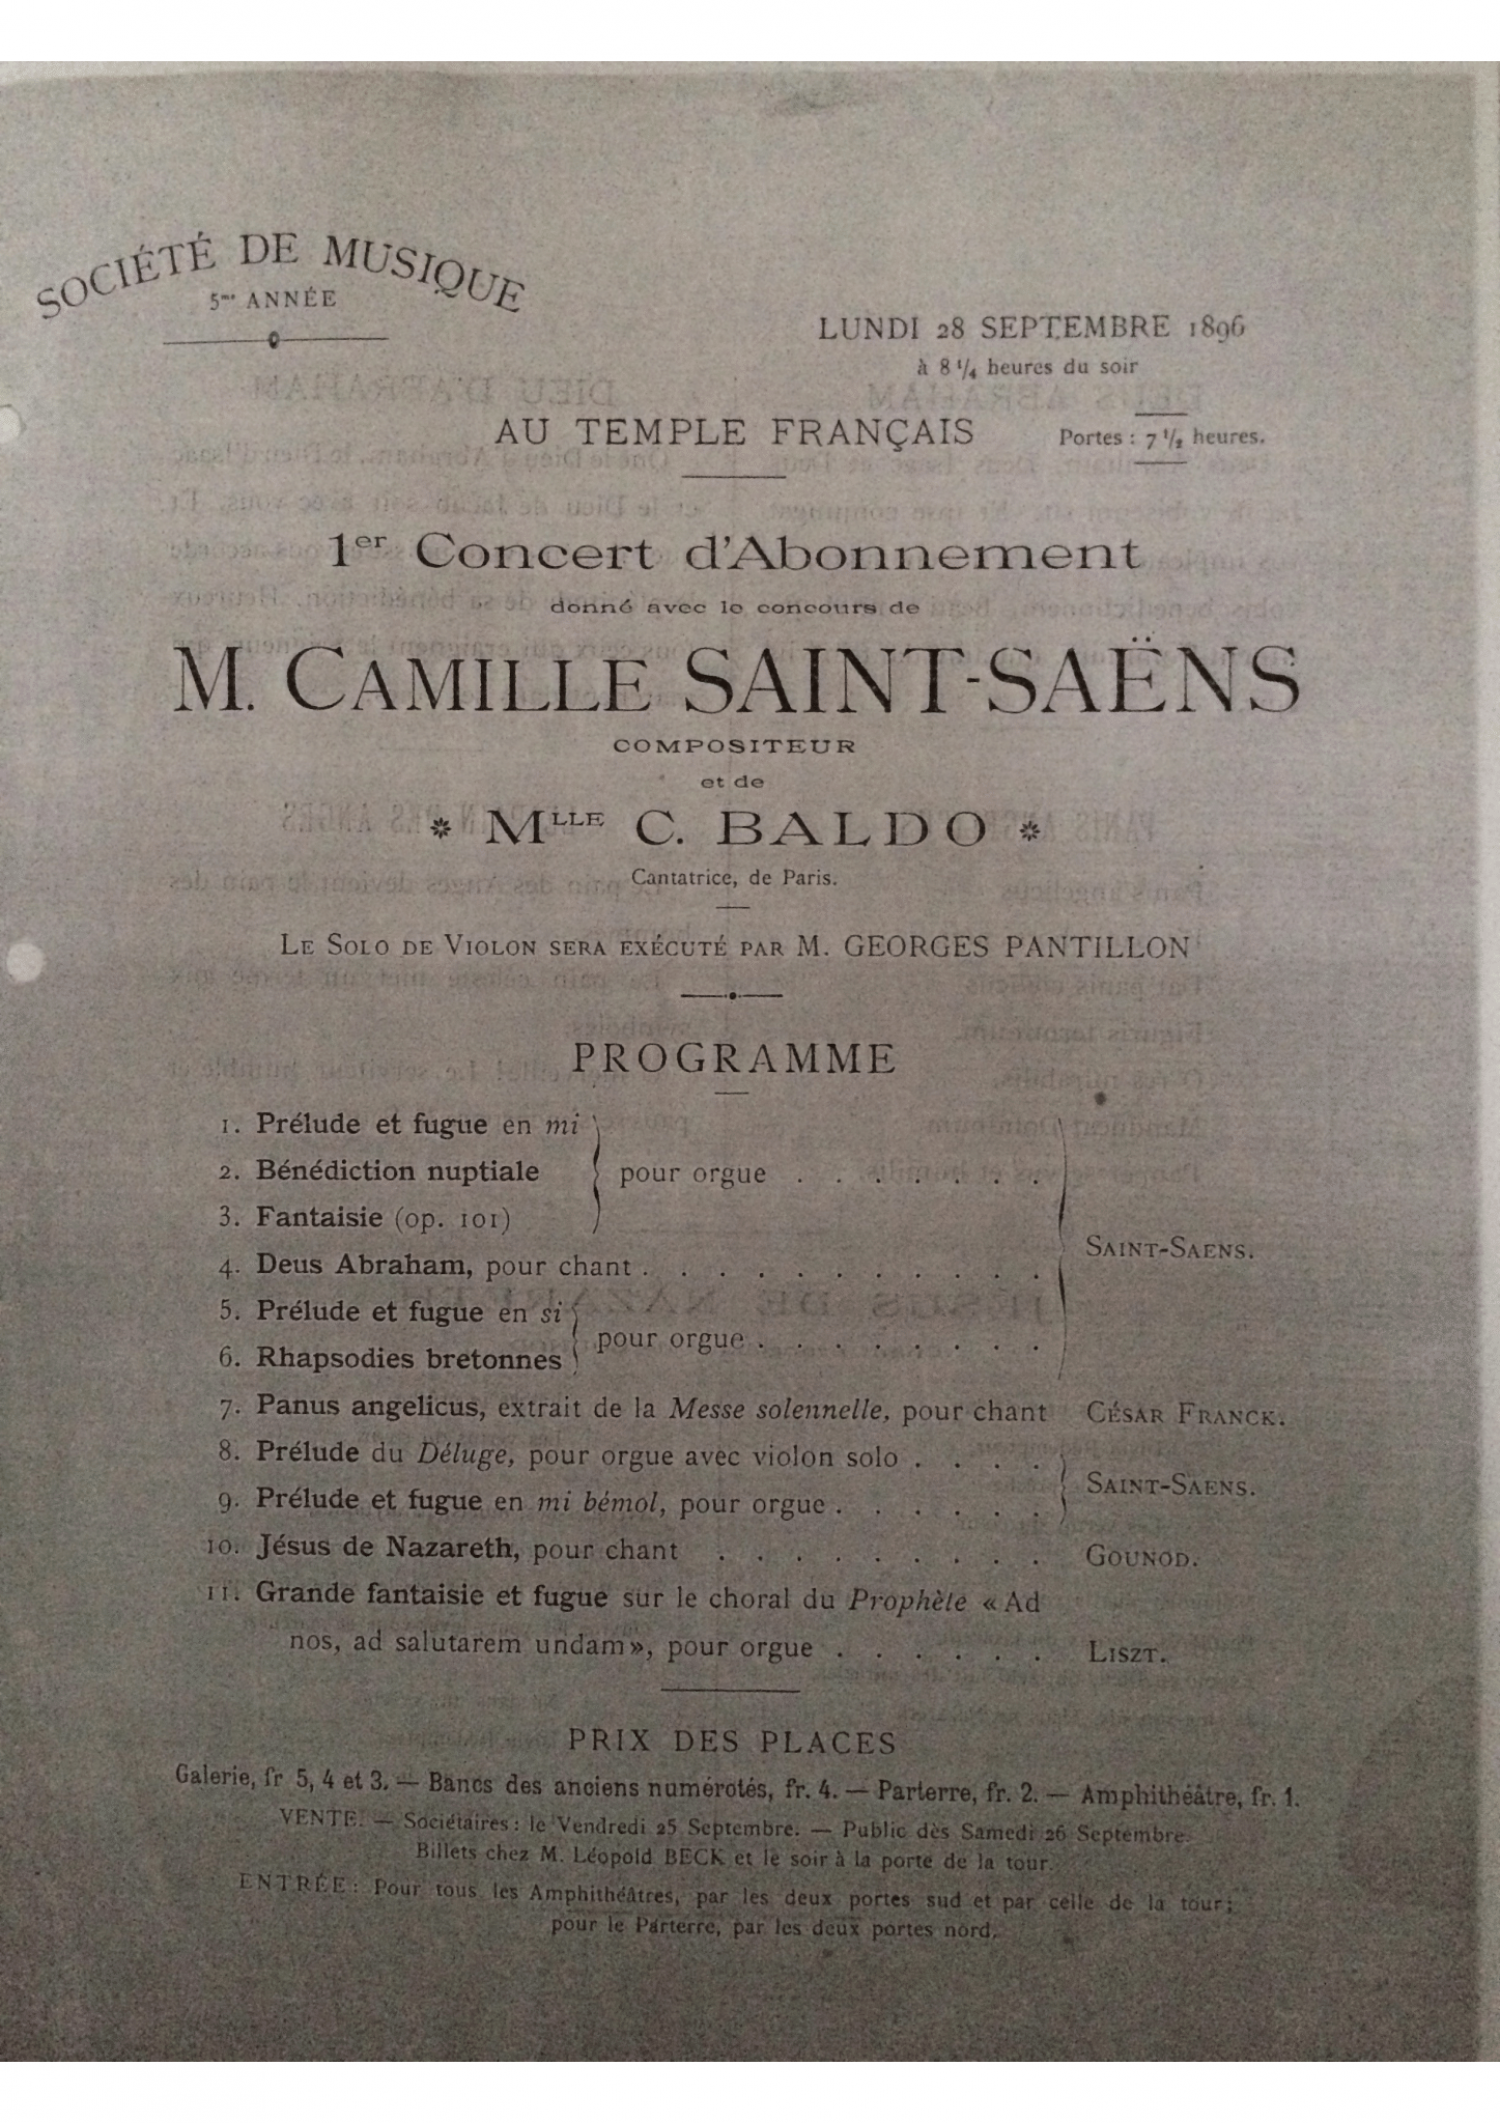 SOCIÉTÉ DE MUSIQUE
5me ANNÉE
LUNDI 28 SEPTEMBRE 1896
à 8 1/4 heures du soir
AU TEMPLE FRANÇAIS
Portes : 7 1/2 heures.
1er Concert d'Abonnement
donné avec le concours de
M. CAMILLE SAINT-SAËNS
COMPOSITEUR
et de
* MLLE C. BALDO *
Cantatrice, de Paris.
LE SOLO DE VIOLON SERA EXÉCUTÉ PAR M. GEORGES PANTILLON
PROGRAMME
1. Prélude et fugue en mi
2. Bénédiction nuptiale
pour orgue . . . . . . .
3. Fantaisie (op. 101)
SAINT-SAENS.
4. Deus Abraham, pour chant . . . . . . . . . . .
5. Prélude et fugue en si
pour orgue . . . . . . . .
6. Rhapsodies bretonnes
7. Panus angelicus, extrait de la Messe solennelle, pour chant CÉSAR FRANCK.
8. Prélude du Déluge, pour orgue avec violon solo . . . .
SAINT-SAENS.
9. Prélude et fugue en mi bémol, pour orgue . . . . . .
10. Jésus de Nazareth, pour chant . . . . . . . . . GOUNOD.
11. Grande fantaisie et fugue sur le choral du Prophète « Ad
nos, ad salutarem undam », pour orgue . . . . . . LISZT.
PRIX DES PLACES
Galerie, fr 5, 4 et 3. — Bancs des anciens numérotés, fr. 4. — Parterre, fr. 2. — Amphithéâtre, fr. 1.
VENTE. — Sociétaires : le Vendredi 25 Septembre. — Public dès Samedi 26 Septembre.
Billets chez M. Léopold BECK et le soir à la porte de la tour.
ENTRÉE : Pour tous les Amphithéâtres, par les deux portes sud et par celle de la tour ;
pour le Parterre, par les deux portes nord.